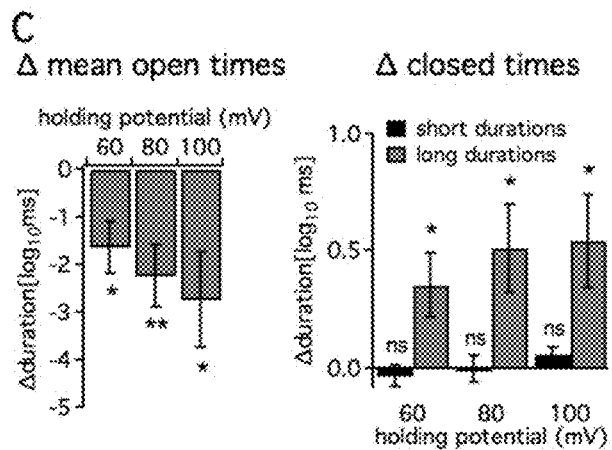 C
Δ mean open times
holding potential (mV)
60 80 100
Δduration[log10ms]
0
-1
-2
-3
-4
-5
*
**
*
Δ closed times
short durations
long durations
Δduration[log10 ms]
1.0
0.5
0.0
ns * ns * ns *
60 80 100
holding potential (mV)